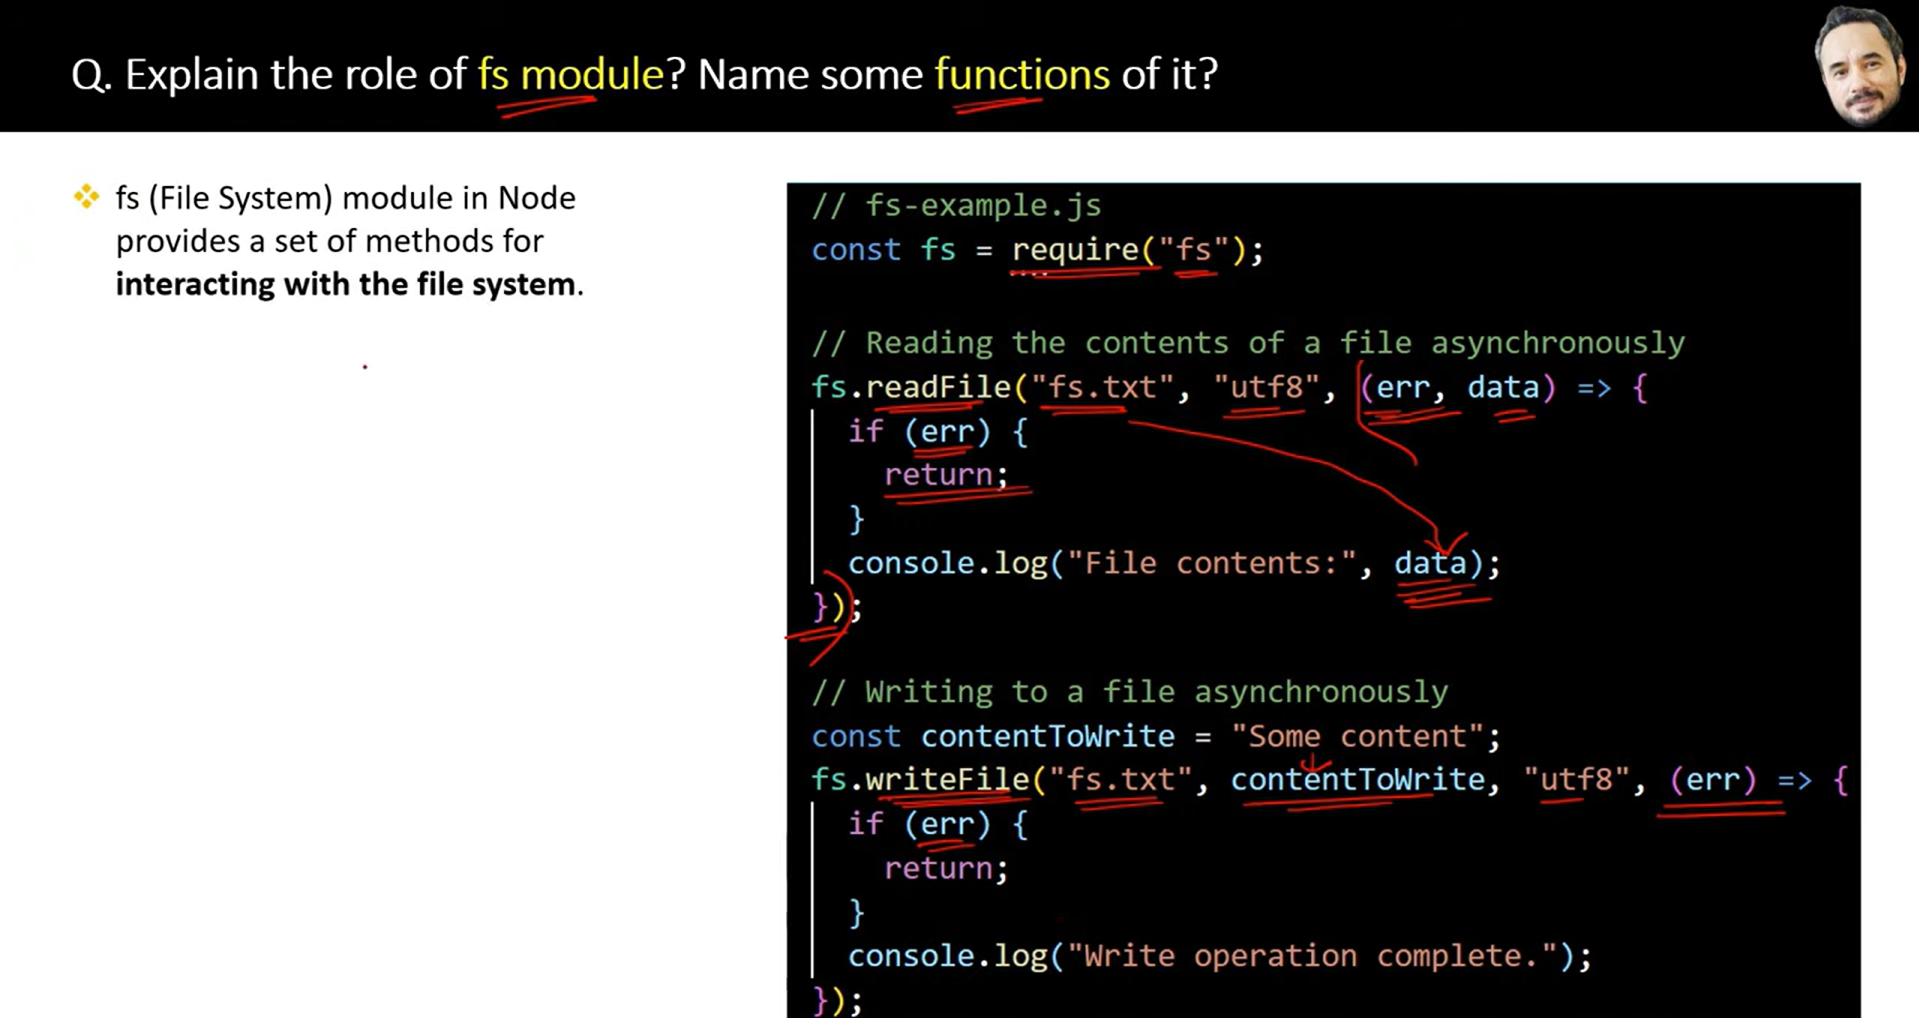 Q. Explain the role of fs module? Name some functions of it?
❖ fs (File System) module in Node
provides a set of methods for
interacting with the file system.
// fs-example.js
const fs = require("fs");
// Reading the contents of a file asynchronously
fs.readFile("fs.txt", "utf8", (err, data) => {
if (err) {
return;
}
console.log("File contents:", data);
});
// Writing to a file asynchronously
const contentToWrite = "Some content";
fs.writeFile("fs.txt", contentToWrite, "utf8", (err) => {
if (err) {
return;
}
console.log("Write operation complete.");
});